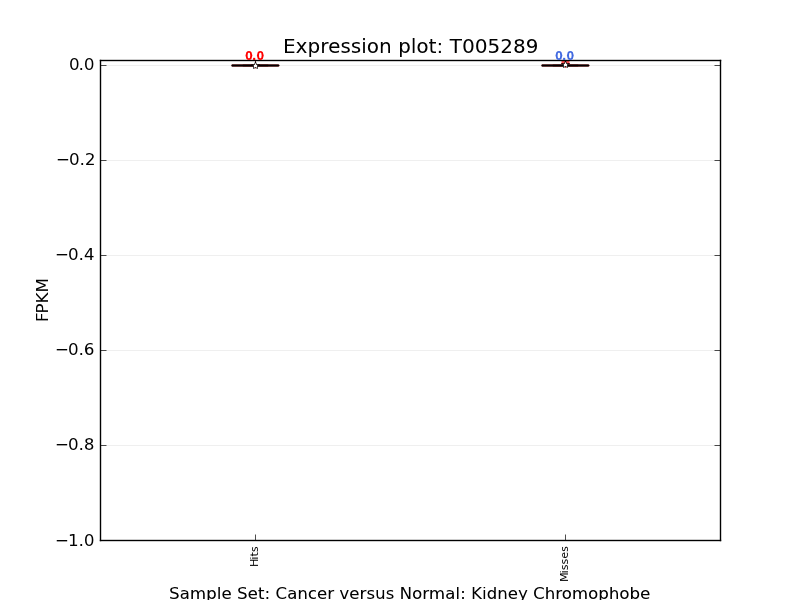 Expression plot: T005289
0.0
0.0
0.0
−0.2
−0.4
−0.6
−0.8
−1.0
FPKM
Hits
Misses
Sample Set: Cancer versus Normal: Kidney Chromophobe